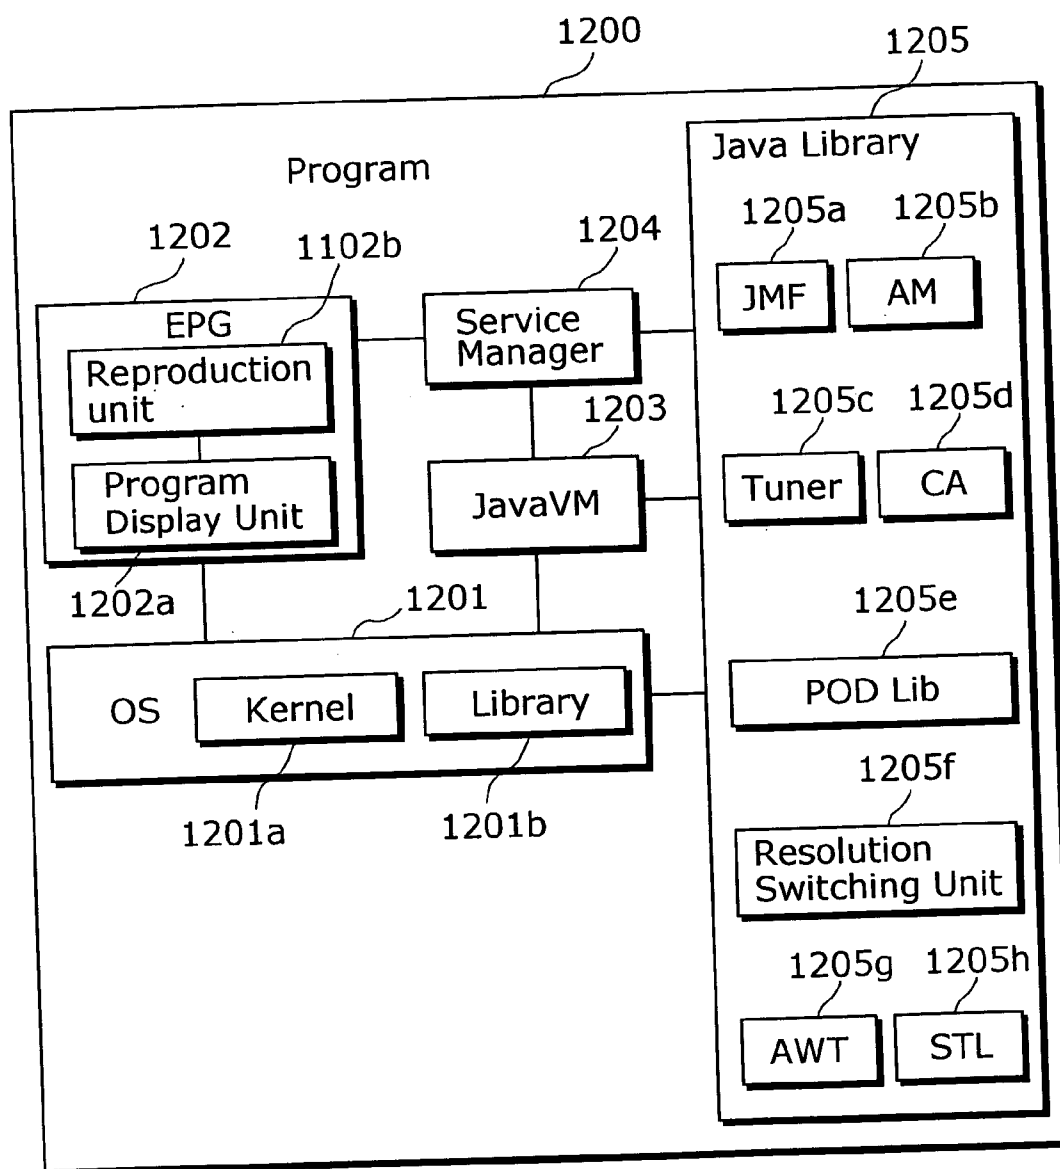 1200
1205
Program
Java Library
1205a
1205b
JMF
AM
1202
1102b
1204
EPG
Reproduction
unit
Service
Manager
1203
1205c
1205d
Tuner
CA
Program
Display Unit
JavaVM
1202a
1201
1205e
OS
Kernel
Library
POD Lib
1201a
1201b
1205f
Resolution
Switching Unit
1205g
1205h
AWT
STL